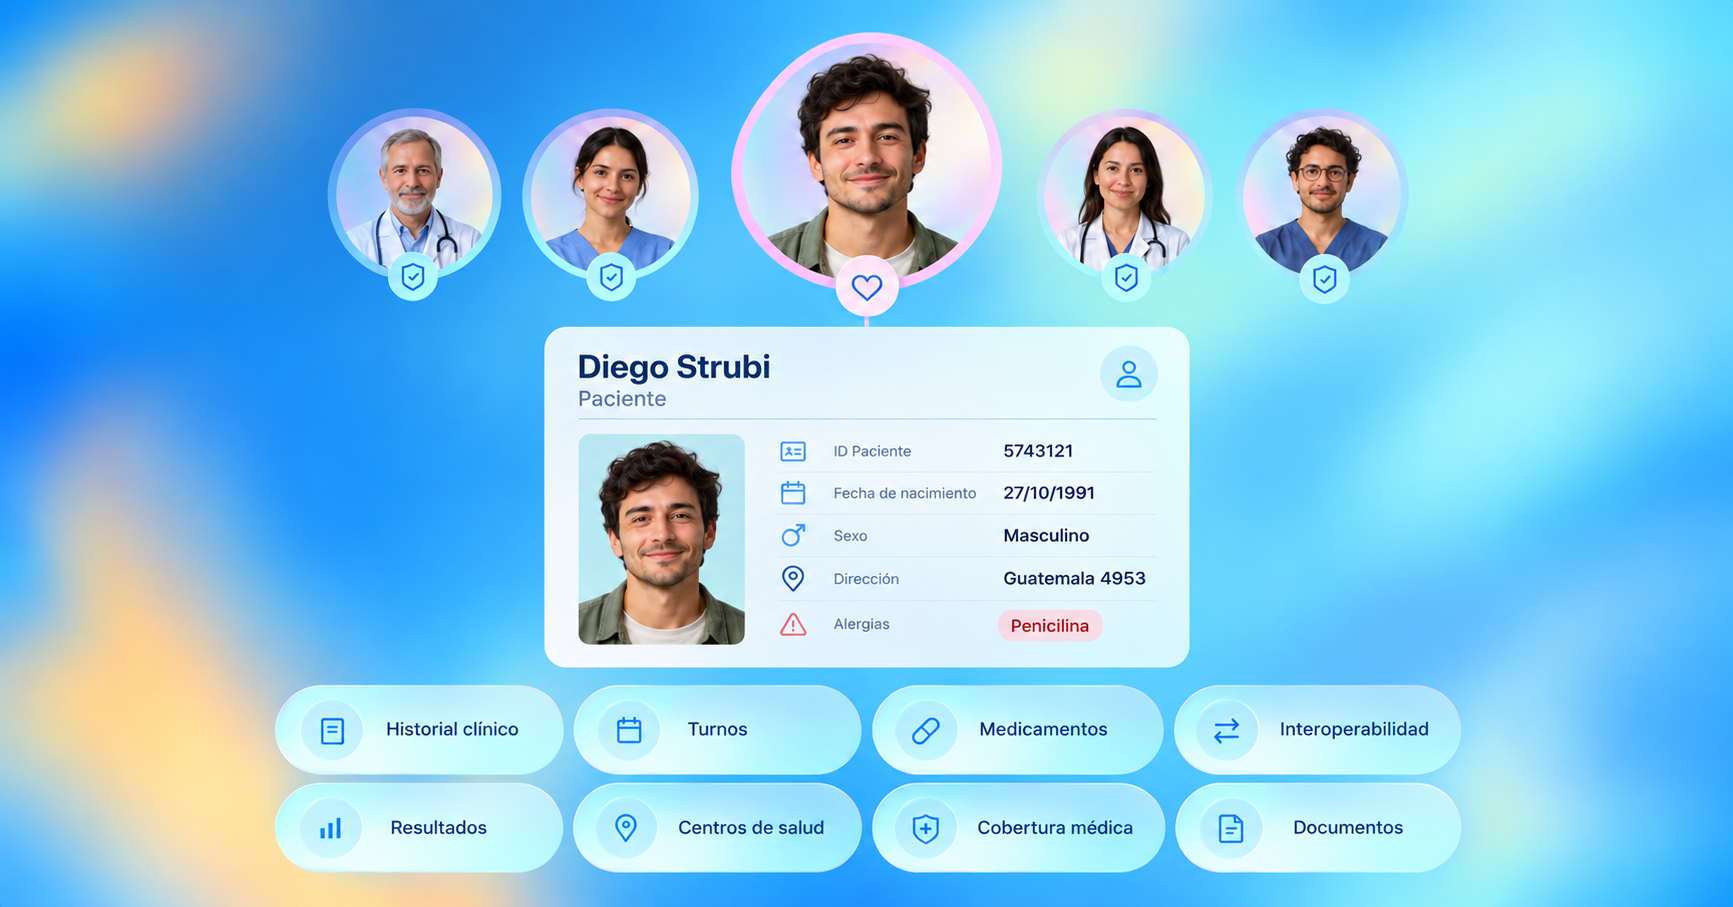 Diego Strubi
Paciente
ID Paciente 5743121
Fecha de nacimiento 27/10/1991
Sexo Masculino
Dirección Guatemala 4953
Alergias Penicilina
Historial clínico
Turnos
Medicamentos
Interoperabilidad
Resultados
Centros de salud
Cobertura médica
Documentos